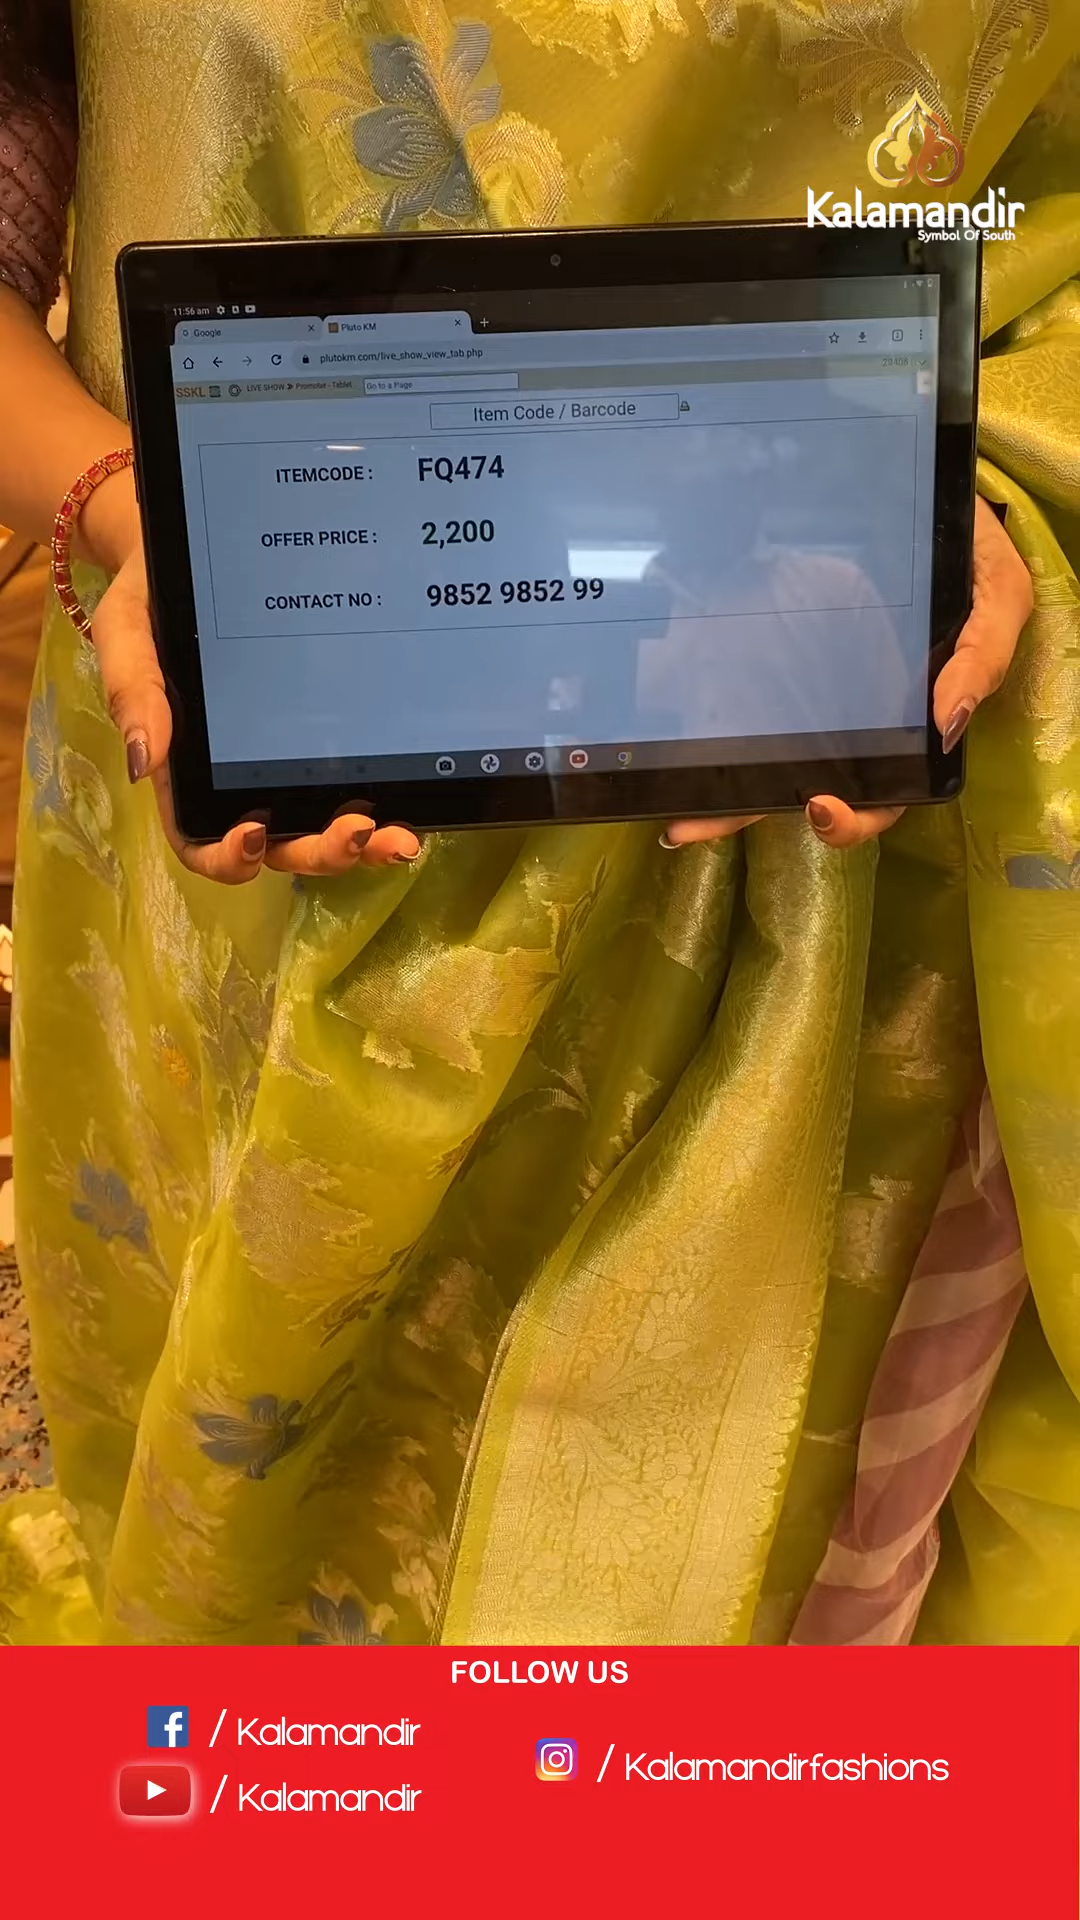 Kalamandir
Symbol Of South
11:56 am
Google
Pluto KM
plutokm.com/live_show_view_tab.php
SSKL
LIVE SHOW » Promoter - Tablet
Go to a Page
29408
Item Code / Barcode
ITEMCODE : FQ474
OFFER PRICE : 2,200
CONTACT NO : 9852 9852 99
FOLLOW US
/ Kalamandir
/ Kalamandir
/ Kalamandirfashions